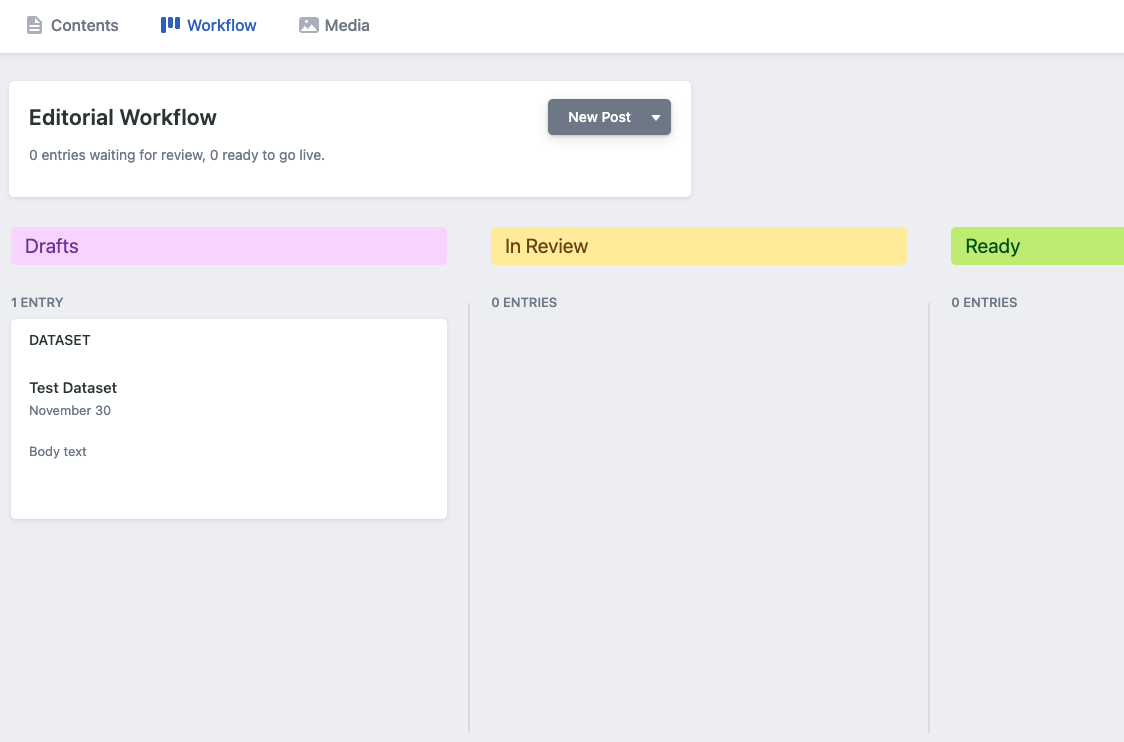 Contents Workflow Media
Editorial Workflow
New Post
0 entries waiting for review, 0 ready to go live.
Drafts
In Review
Ready
1 ENTRY
0 ENTRIES
0 ENTRIES
DATASET
Test Dataset
November 30
Body text